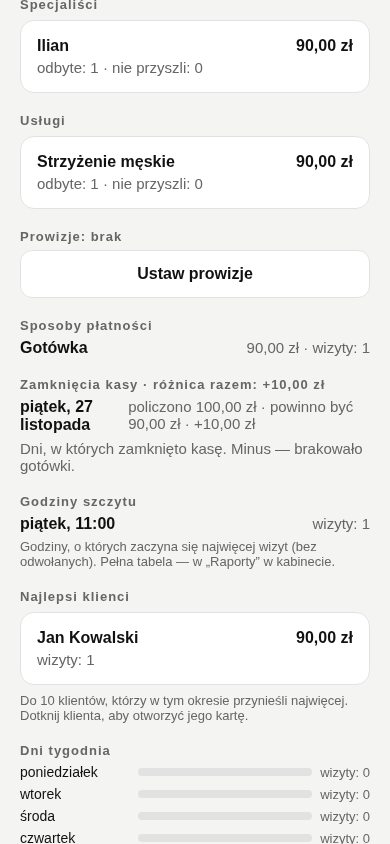 Specjaliści
Ilian 90,00 zł
odbyte: 1 · nie przyszli: 0
Usługi
Strzyżenie męskie 90,00 zł
odbyte: 1 · nie przyszli: 0
Prowizje: brak
Ustaw prowizje
Sposoby płatności
Gotówka 90,00 zł · wizyty: 1
Zamknięcia kasy · różnica razem: +10,00 zł
piątek, 27 policzono 100,00 zł · powinno być
listopada 90,00 zł · +10,00 zł
Dni, w których zamknięto kasę. Minus — brakowało
gotówki.
Godziny szczytu
piątek, 11:00 wizyty: 1
Godziny, o których zaczyna się najwięcej wizyt (bez
odwołanych). Pełna tabela — w „Raporty” w kabinecie.
Najlepsi klienci
Jan Kowalski 90,00 zł
wizyty: 1
Do 10 klientów, którzy w tym okresie przynieśli najwięcej.
Dotknij klienta, aby otworzyć jego kartę.
Dni tygodnia
poniedziałek wizyty: 0
wtorek wizyty: 0
środa wizyty: 0
czwartek wizyty: 0